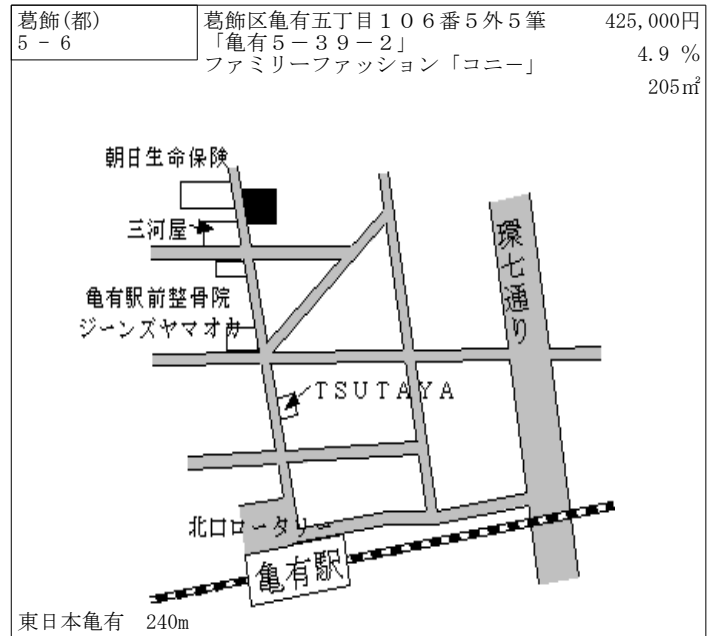 葛飾(都)
5 - 6
葛飾区亀有五丁目１０６番５外５筆
「亀有５－３９－２」
ファミリーファッション「コニー」
425,000円
4.9 %
205㎡
朝日生命保険
三河屋
亀有駅前整骨院
ジーンズヤマオカ
環七通り
TSUTAYA
北口ロータリー
亀有駅
東日本亀有　240m